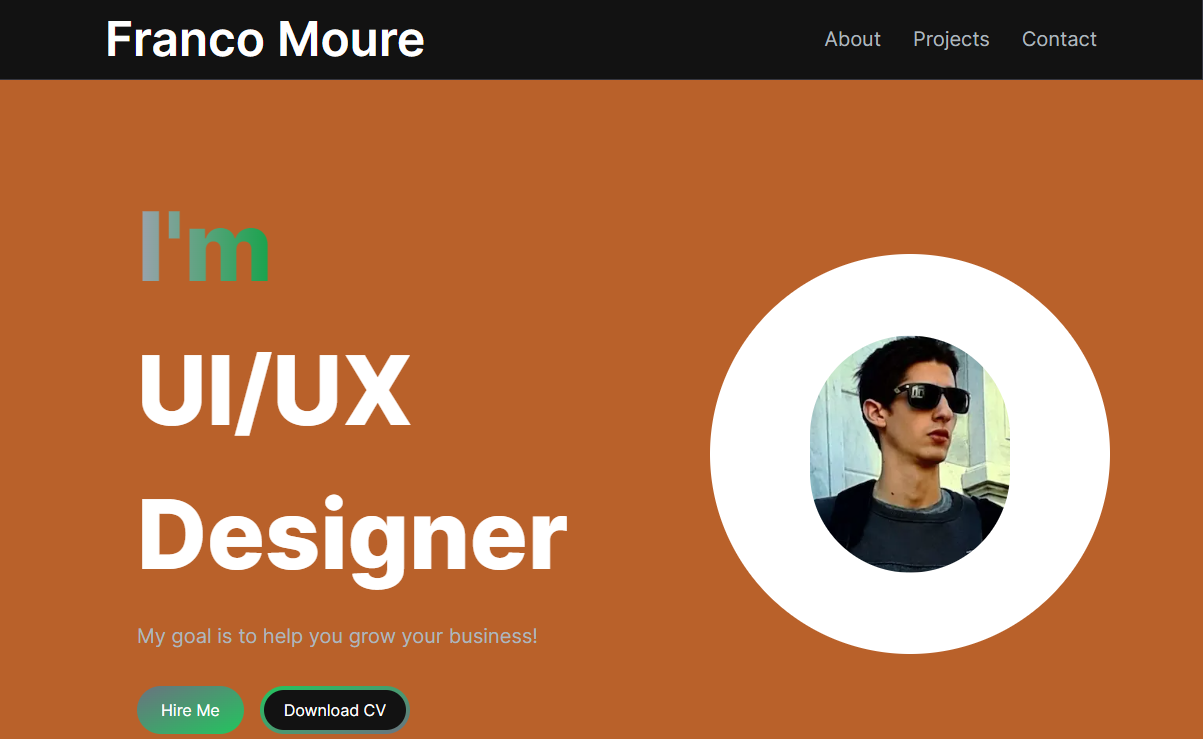 Franco Moure
About Projects Contact
I'm
UI/UX
Designer
My goal is to help you grow your business!
Hire Me Download CV